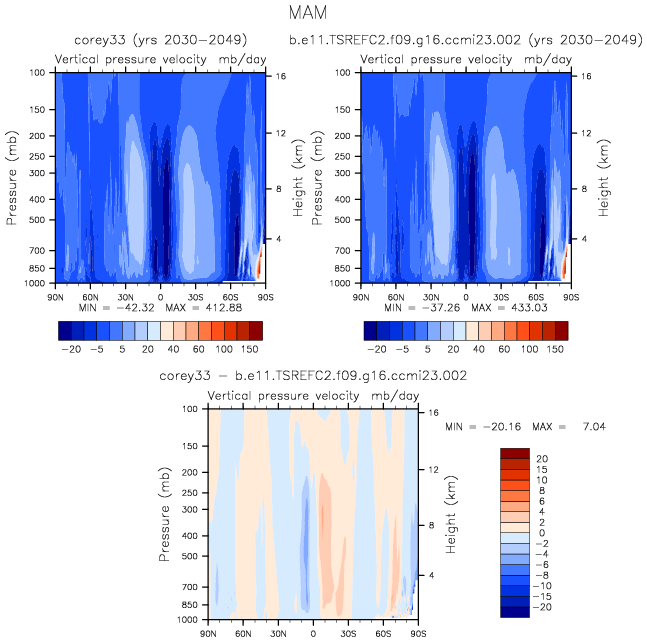 MAM
corey33 (yrs 2030-2049)
b.e11.TSREFC2.f09.g16.ccmi23.002 (yrs 2030-2049)
Vertical pressure velocity mb/day
Vertical pressure velocity mb/day
Pressure (mb)
100
150
200
250
300
400
500
700
850
1000
16
12
8
4
Height (km)
90N 60N 30N 0 30S 60S 90S
MIN = -42.32 MAX = 412.88
-20 -5 5 20 40 100 150
Pressure (mb)
100
150
200
250
300
400
500
700
850
1000
16
12
8
4
Height (km)
90N 60N 30N 0 30S 60S 90S
MIN = -37.26 MAX = 433.03
-20 -5 5 20 40 60 100 150
corey33 - b.e11.TSREFC2.f09.g16.ccmi23.002
Vertical pressure velocity mb/day
Pressure (mb)
100
150
200
250
300
400
500
700
850
1000
16
12
8
4
Height (km)
90N 60N 30N 0 30S 60S 90S
MIN = -20.16 MAX = 7.04
20
15
10
8
6
4
2
0
-2
-4
-6
-8
-10
-15
-20